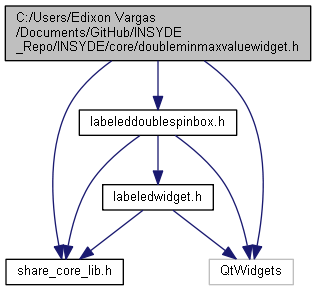 C:/Users/Edixon Vargas
/Documents/GitHub/INSYDE
_Repo/INSYDE/core/doubleminmaxvaluewidget.h
labeleddoublespinbox.h
labeledwidget.h
share_core_lib.h
QtWidgets